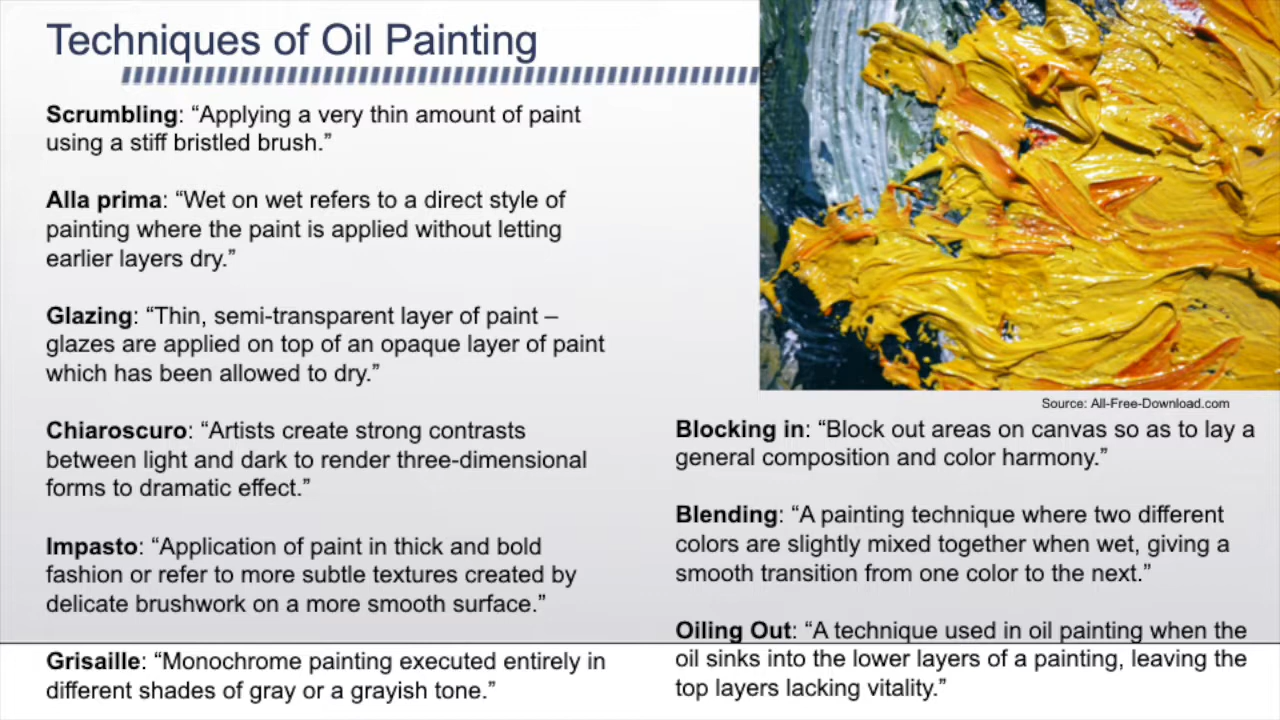 Techniques of Oil Painting
Scrumbling: “Applying a very thin amount of paint
using a stiff bristled brush.”
Alla prima: “Wet on wet refers to a direct style of
painting where the paint is applied without letting
earlier layers dry.”
Glazing: “Thin, semi-transparent layer of paint –
glazes are applied on top of an opaque layer of paint
which has been allowed to dry.”
Chiaroscuro: “Artists create strong contrasts
between light and dark to render three-dimensional
forms to dramatic effect.”
Impasto: “Application of paint in thick and bold
fashion or refer to more subtle textures created by
delicate brushwork on a more smooth surface.”
Grisaille: “Monochrome painting executed entirely in
different shades of gray or a grayish tone.”
Source: All-Free-Download.com
Blocking in: “Block out areas on canvas so as to lay a
general composition and color harmony.”
Blending: “A painting technique where two different
colors are slightly mixed together when wet, giving a
smooth transition from one color to the next.”
Oiling Out: “A technique used in oil painting when the
oil sinks into the lower layers of a painting, leaving the
top layers lacking vitality.”